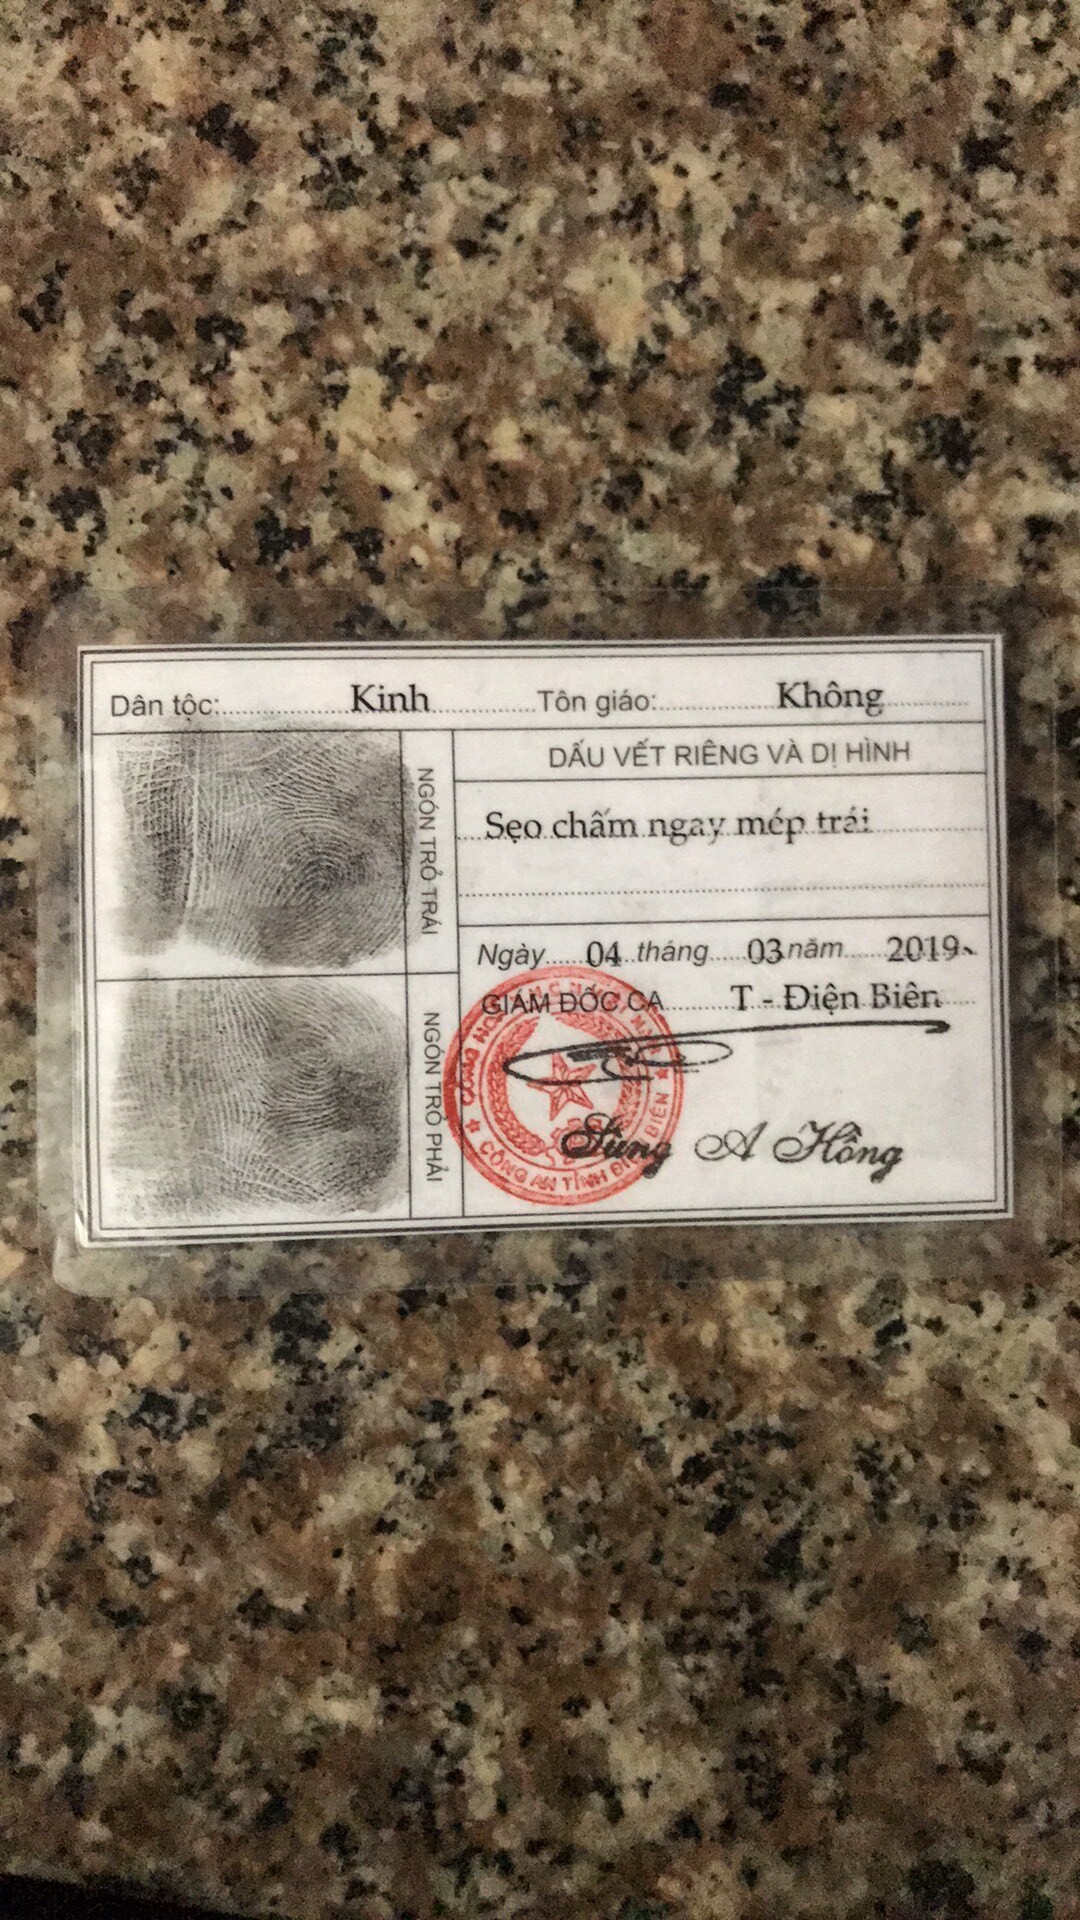 Dân tộc: Kinh Tôn giáo: Không
NGÓN TRỎ TRÁI
DẤU VẾT RIÊNG VÀ DỊ HÌNH
Sẹo chấm ngay mép trái
Ngày 04 tháng 03 năm 2019
GIÁM ĐỐC CA T - Điện Biên
NGÓN TRỎ PHẢI
CÔNG AN TỈNH ĐIỆN BIÊN
Sùng A Hồng